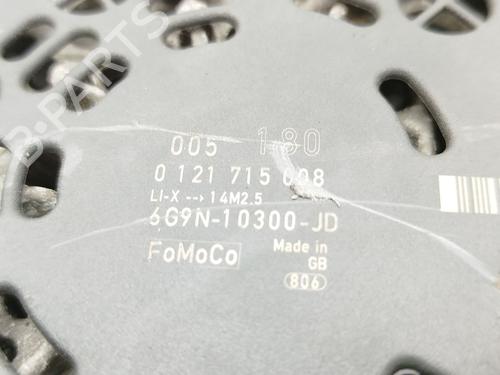 005 180
0 121 715 008
LI-X --> 14M2.5
6G9N-10300-JD
FoMoCo Made in
GB
806
B-PARTS